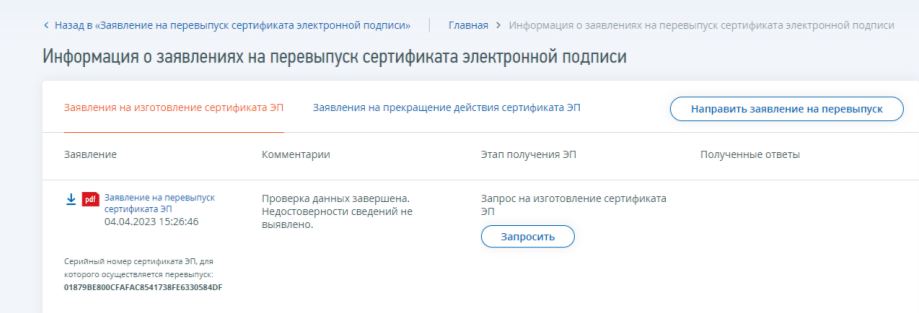 ‹ Назад в «Заявление на перевыпуск сертификата электронной подписи»
Главная > Информация о заявлениях на перевыпуск сертификата электронной подписи
Информация о заявлениях на перевыпуск сертификата электронной подписи
Заявления на изготовление сертификата ЭП
Заявления на прекращение действия сертификата ЭП
Направить заявление на перевыпуск
Заявление
Комментарии
Этап получения ЭП
Полученные ответы
pdf
Заявление на перевыпуск
сертификата ЭП
04.04.2023 15:26:46
Проверка данных завершена.
Недостоверности сведений не
выявлено.
Запрос на изготовление сертификата
ЭП
Запросить
Серийный номер сертификата ЭП, для
которого осуществляется перевыпуск:
01879BE800CFAFAC8541738FE6330584DF